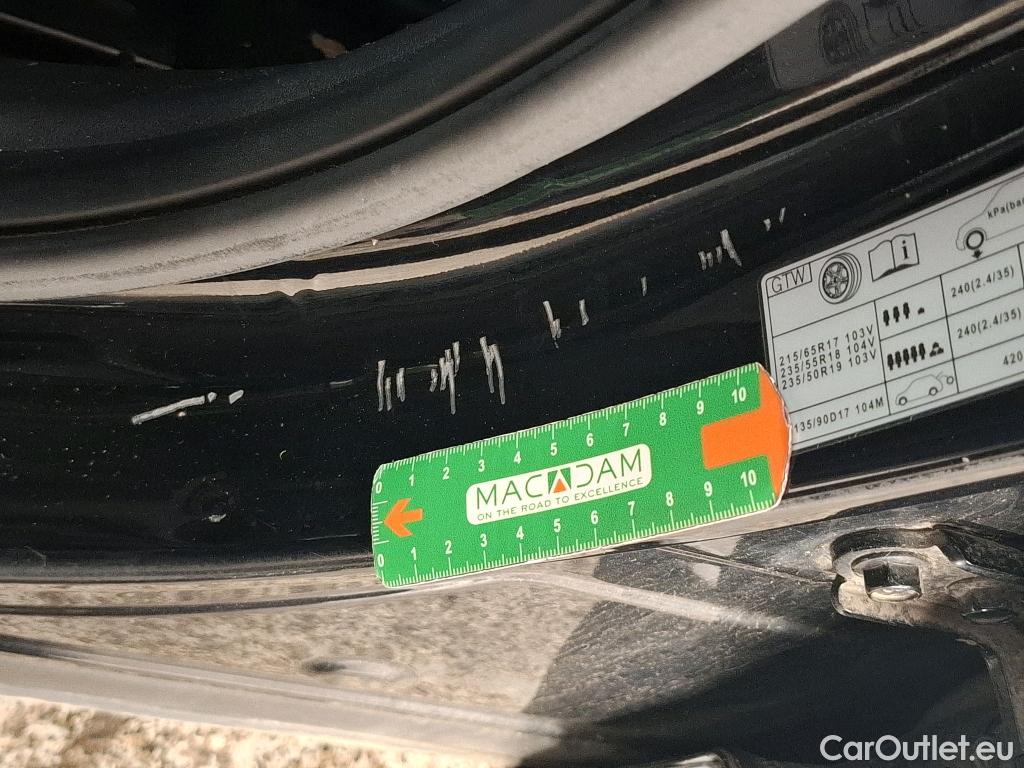 GTW
i
kPa(ba
215/65R17 103V
235/55R18 104V
235/50R19 103V
240(2.4/35)
240(2.4/35)
135/90D17 104M
420
0 1 2 3 4 5 6 7 8 9 10
MACADAM
ON THE ROAD TO EXCELLENCE
0 1 2 3 4 5 6 7 8 9 10
CarOutlet.eu